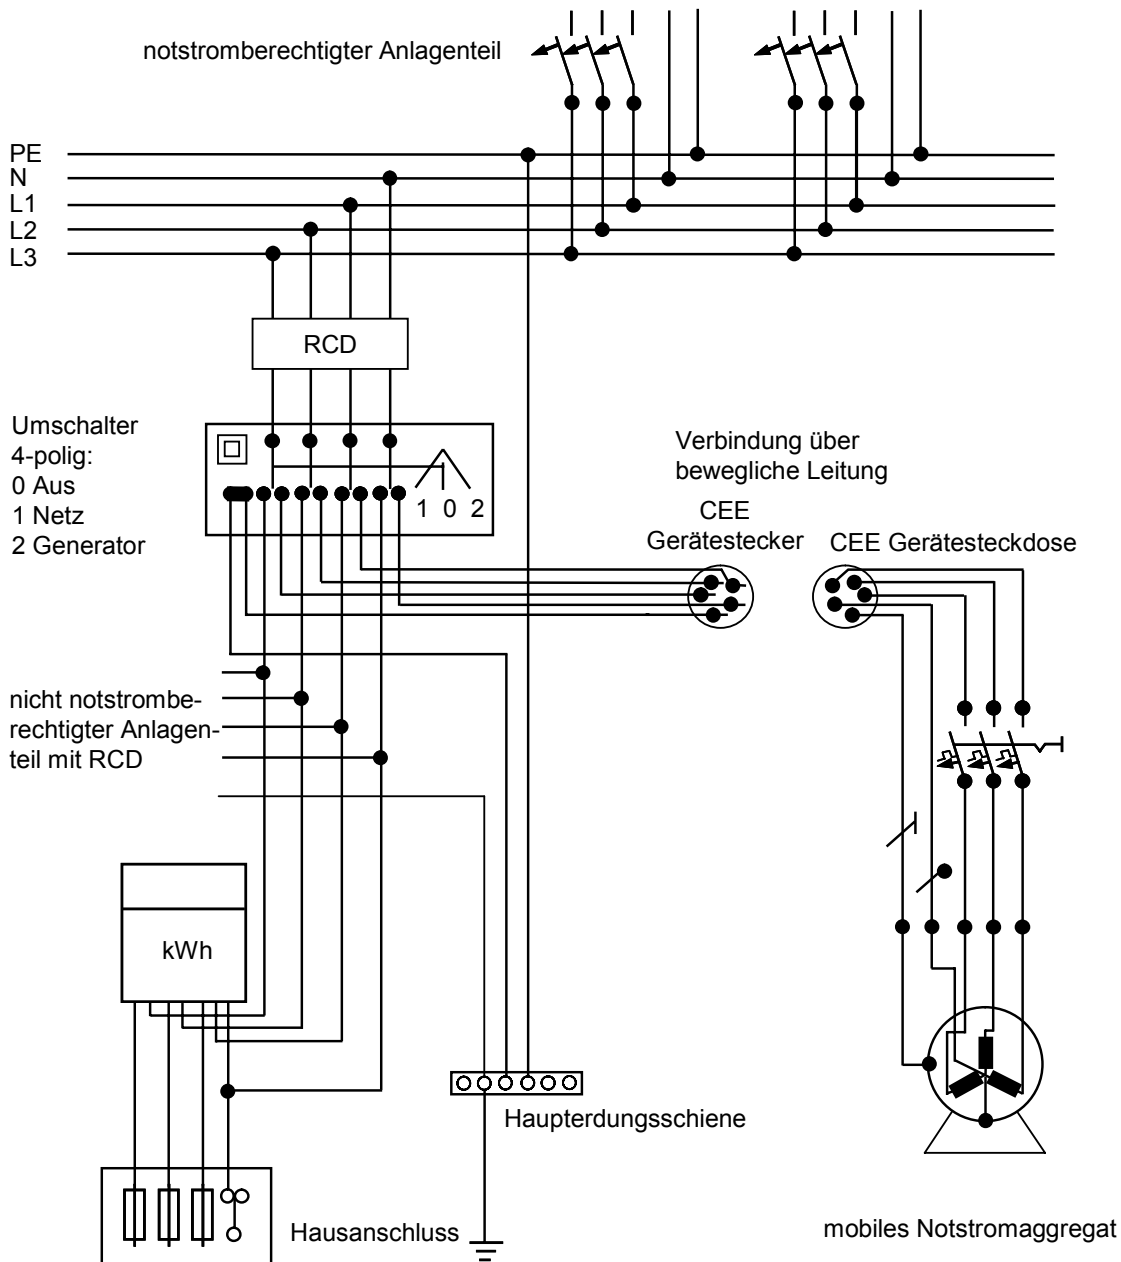 notstromberechtigter Anlagenteil
PE
N
L1
L2
L3
RCD
Umschalter
4-polig:
0 Aus
1 Netz
2 Generator
1 0 2
Verbindung über
bewegliche Leitung
CEE
Gerätestecker
CEE Gerätesteckdose
nicht notstrombe-
rechtigter Anlagen-
teil mit RCD
kWh
Haupterdungsschiene
Hausanschluss
mobiles Notstromaggregat